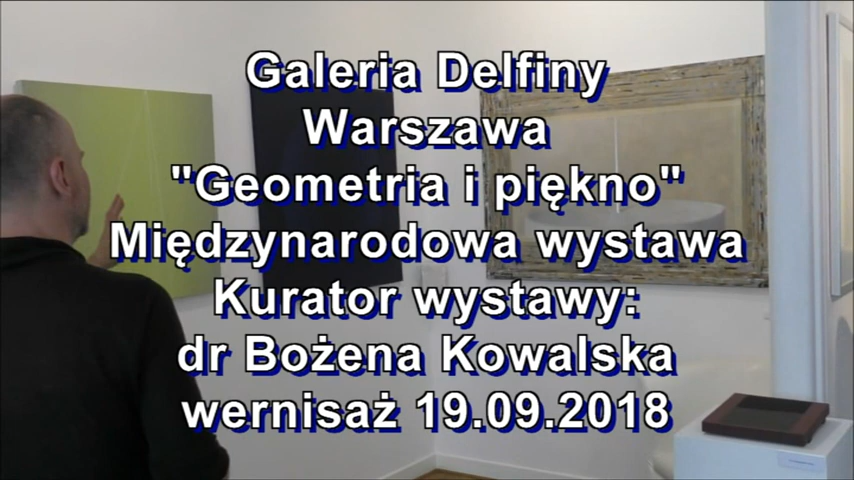 Galeria Delfiny
Warszawa
"Geometria i piękno"
Międzynarodowa wystawa
Kurator wystawy:
dr Bożena Kowalska
wernisaż 19.09.2018